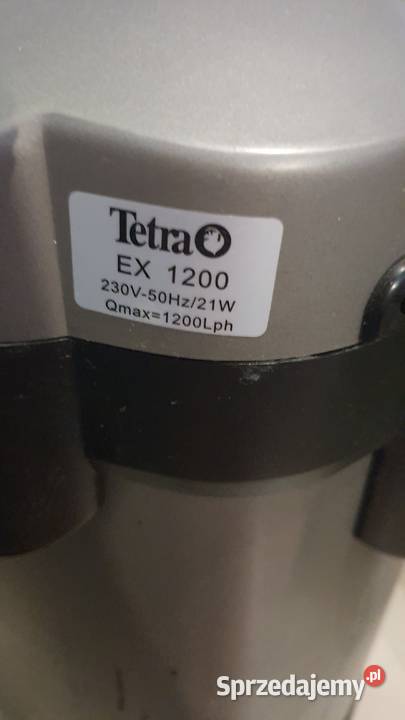 Tetra
EX 1200
230V-50Hz/21W
Qmax=1200Lph
Sprzedajemy.pl